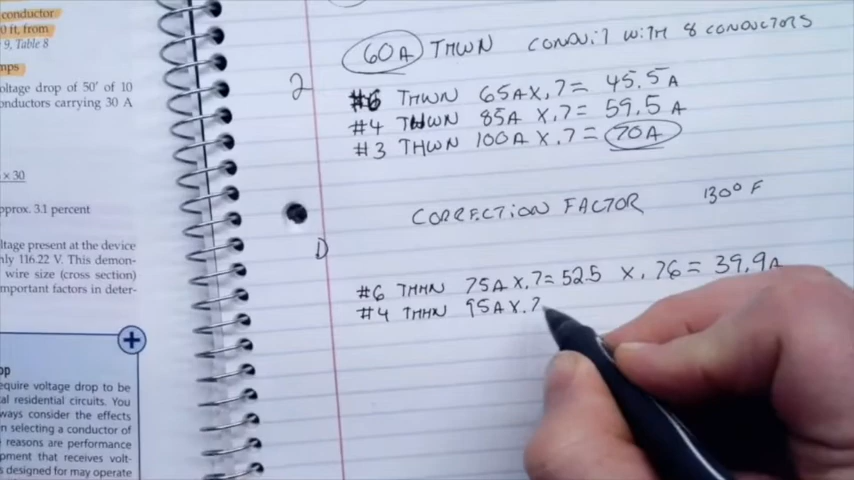 conductor
0 ft, from
9, Table 8
mps
oltage drop of 50' of 10
onductors carrying 30 A
× 30
pprox. 3.1 percent
ltage present at the device
nly 116.22 V. This demon-
wire size (cross section)
mportant factors in deter-
op
equire voltage drop to be
al residential circuits. You
ways consider the effects
n selecting a conductor of
reasons are performance
pment that receives volt-
s designed for may operate
60A THWN CONDUIT WITH 8 CONDUCTORS
2
#6 THWN 65A X .7 = 45.5A
#4 THWN 85A X .7 = 59.5 A
#3 THWN 100A X .7 = 70A
CORRECTION FACTOR 130° F
D
#6 THHN 75A X .7 = 52.5 X .76 = 39.9A
#4 THHN 95A X .7